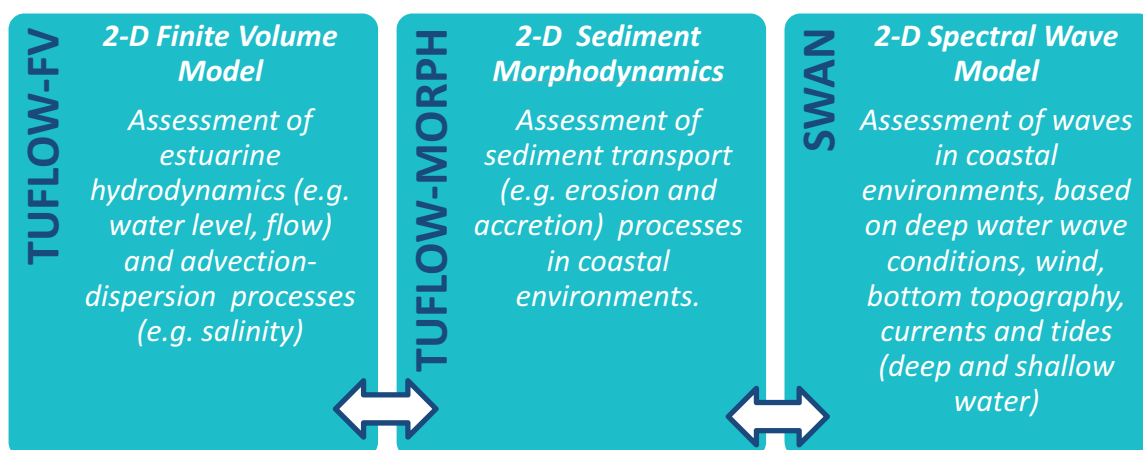 TUFLOW-FV
2-D Finite Volume
Model
Assessment of
estuarine
hydrodynamics (e.g.
water level, flow)
and advection-
dispersion processes
(e.g. salinity)
TUFLOW-MORPH
2-D Sediment
Morphodynamics
Assessment of
sediment transport
(e.g. erosion and
accretion) processes
in coastal
environments.
SWAN
2-D Spectral Wave
Model
Assessment of waves
in coastal
environments, based
on deep water wave
conditions, wind,
bottom topography,
currents and tides
(deep and shallow
water)